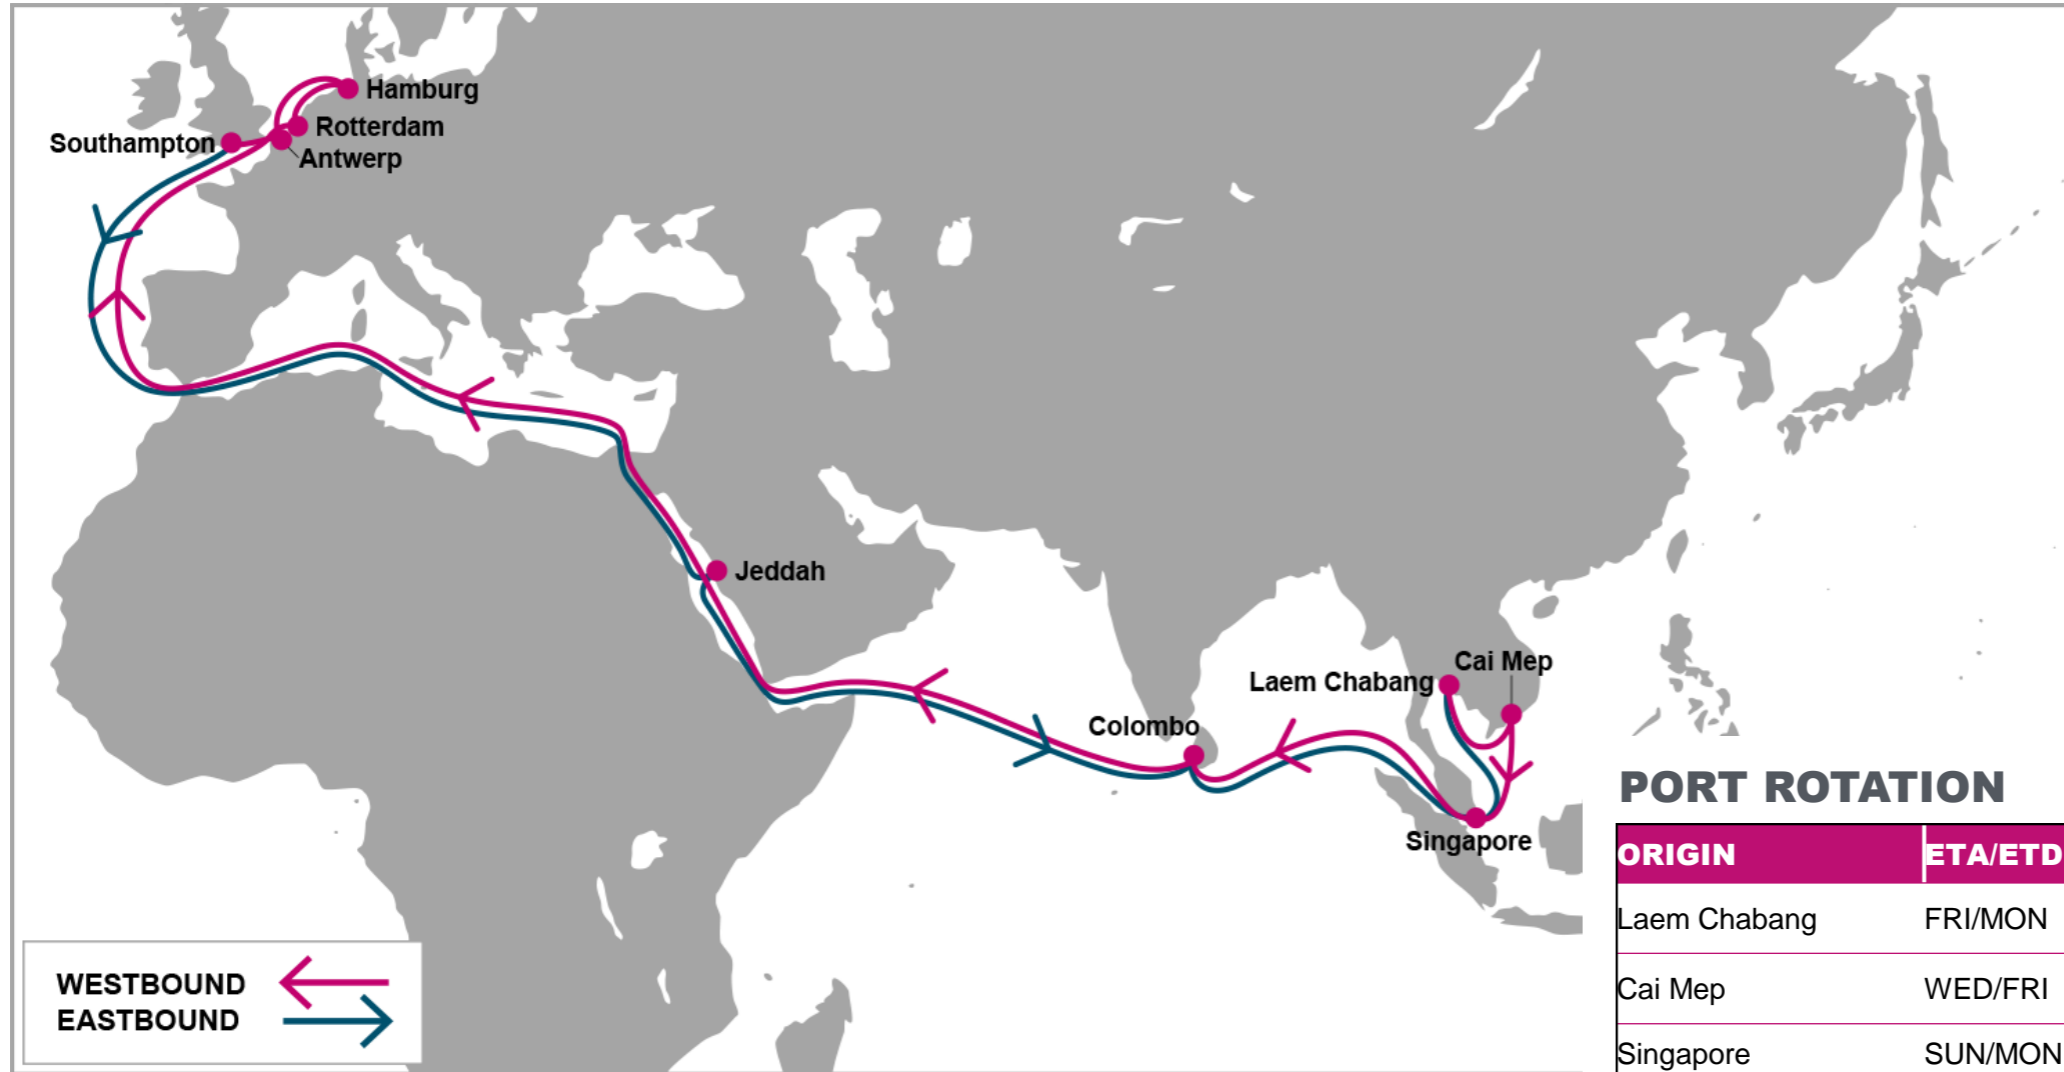 Hamburg
Rotterdam
Southampton
Antwerp
Jeddah
Cai Mep
Laem Chabang
Colombo
Singapore
WESTBOUND
EASTBOUND
PORT ROTATION
ORIGIN ETA/ETD
Laem Chabang FRI/MON
Cai Mep WED/FRI
Singapore SUN/MON